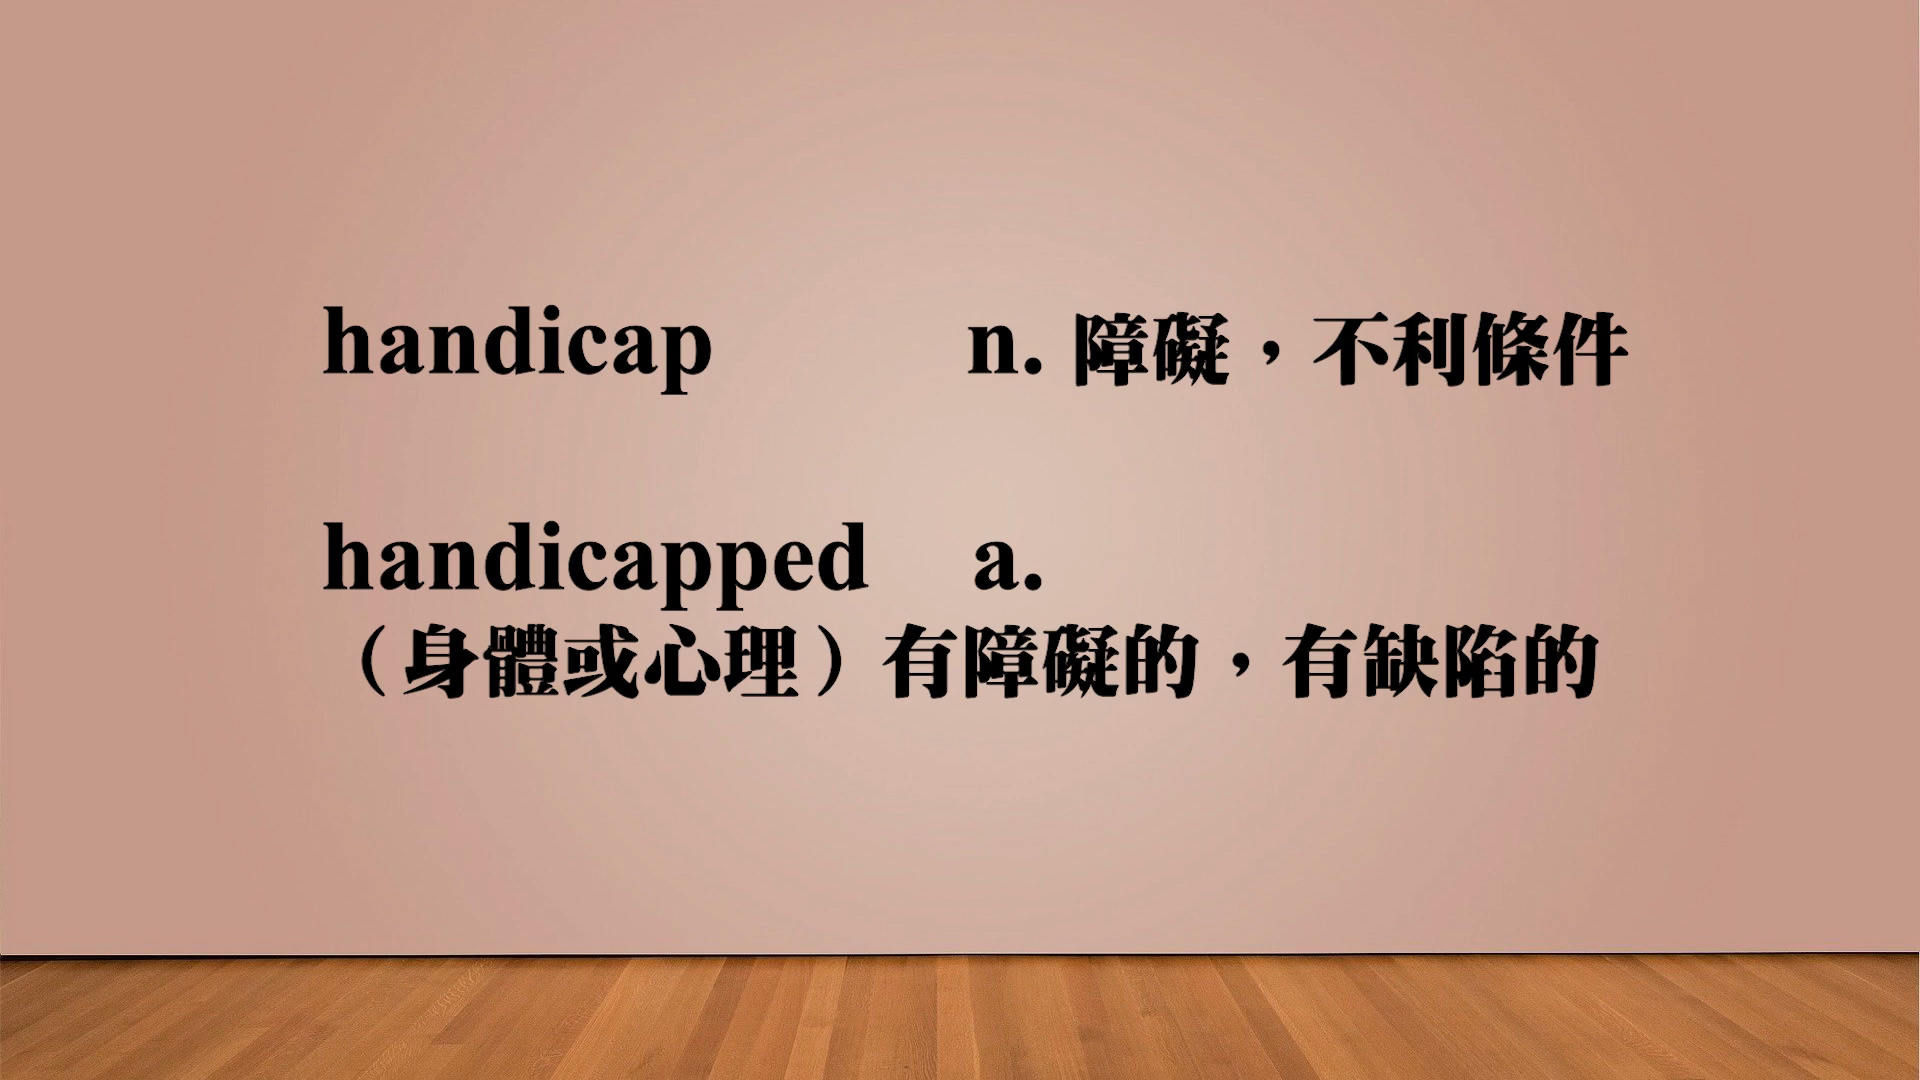 handicap n. 障礙，不利條件
handicapped a.
（身體或心理）有障礙的，有缺陷的